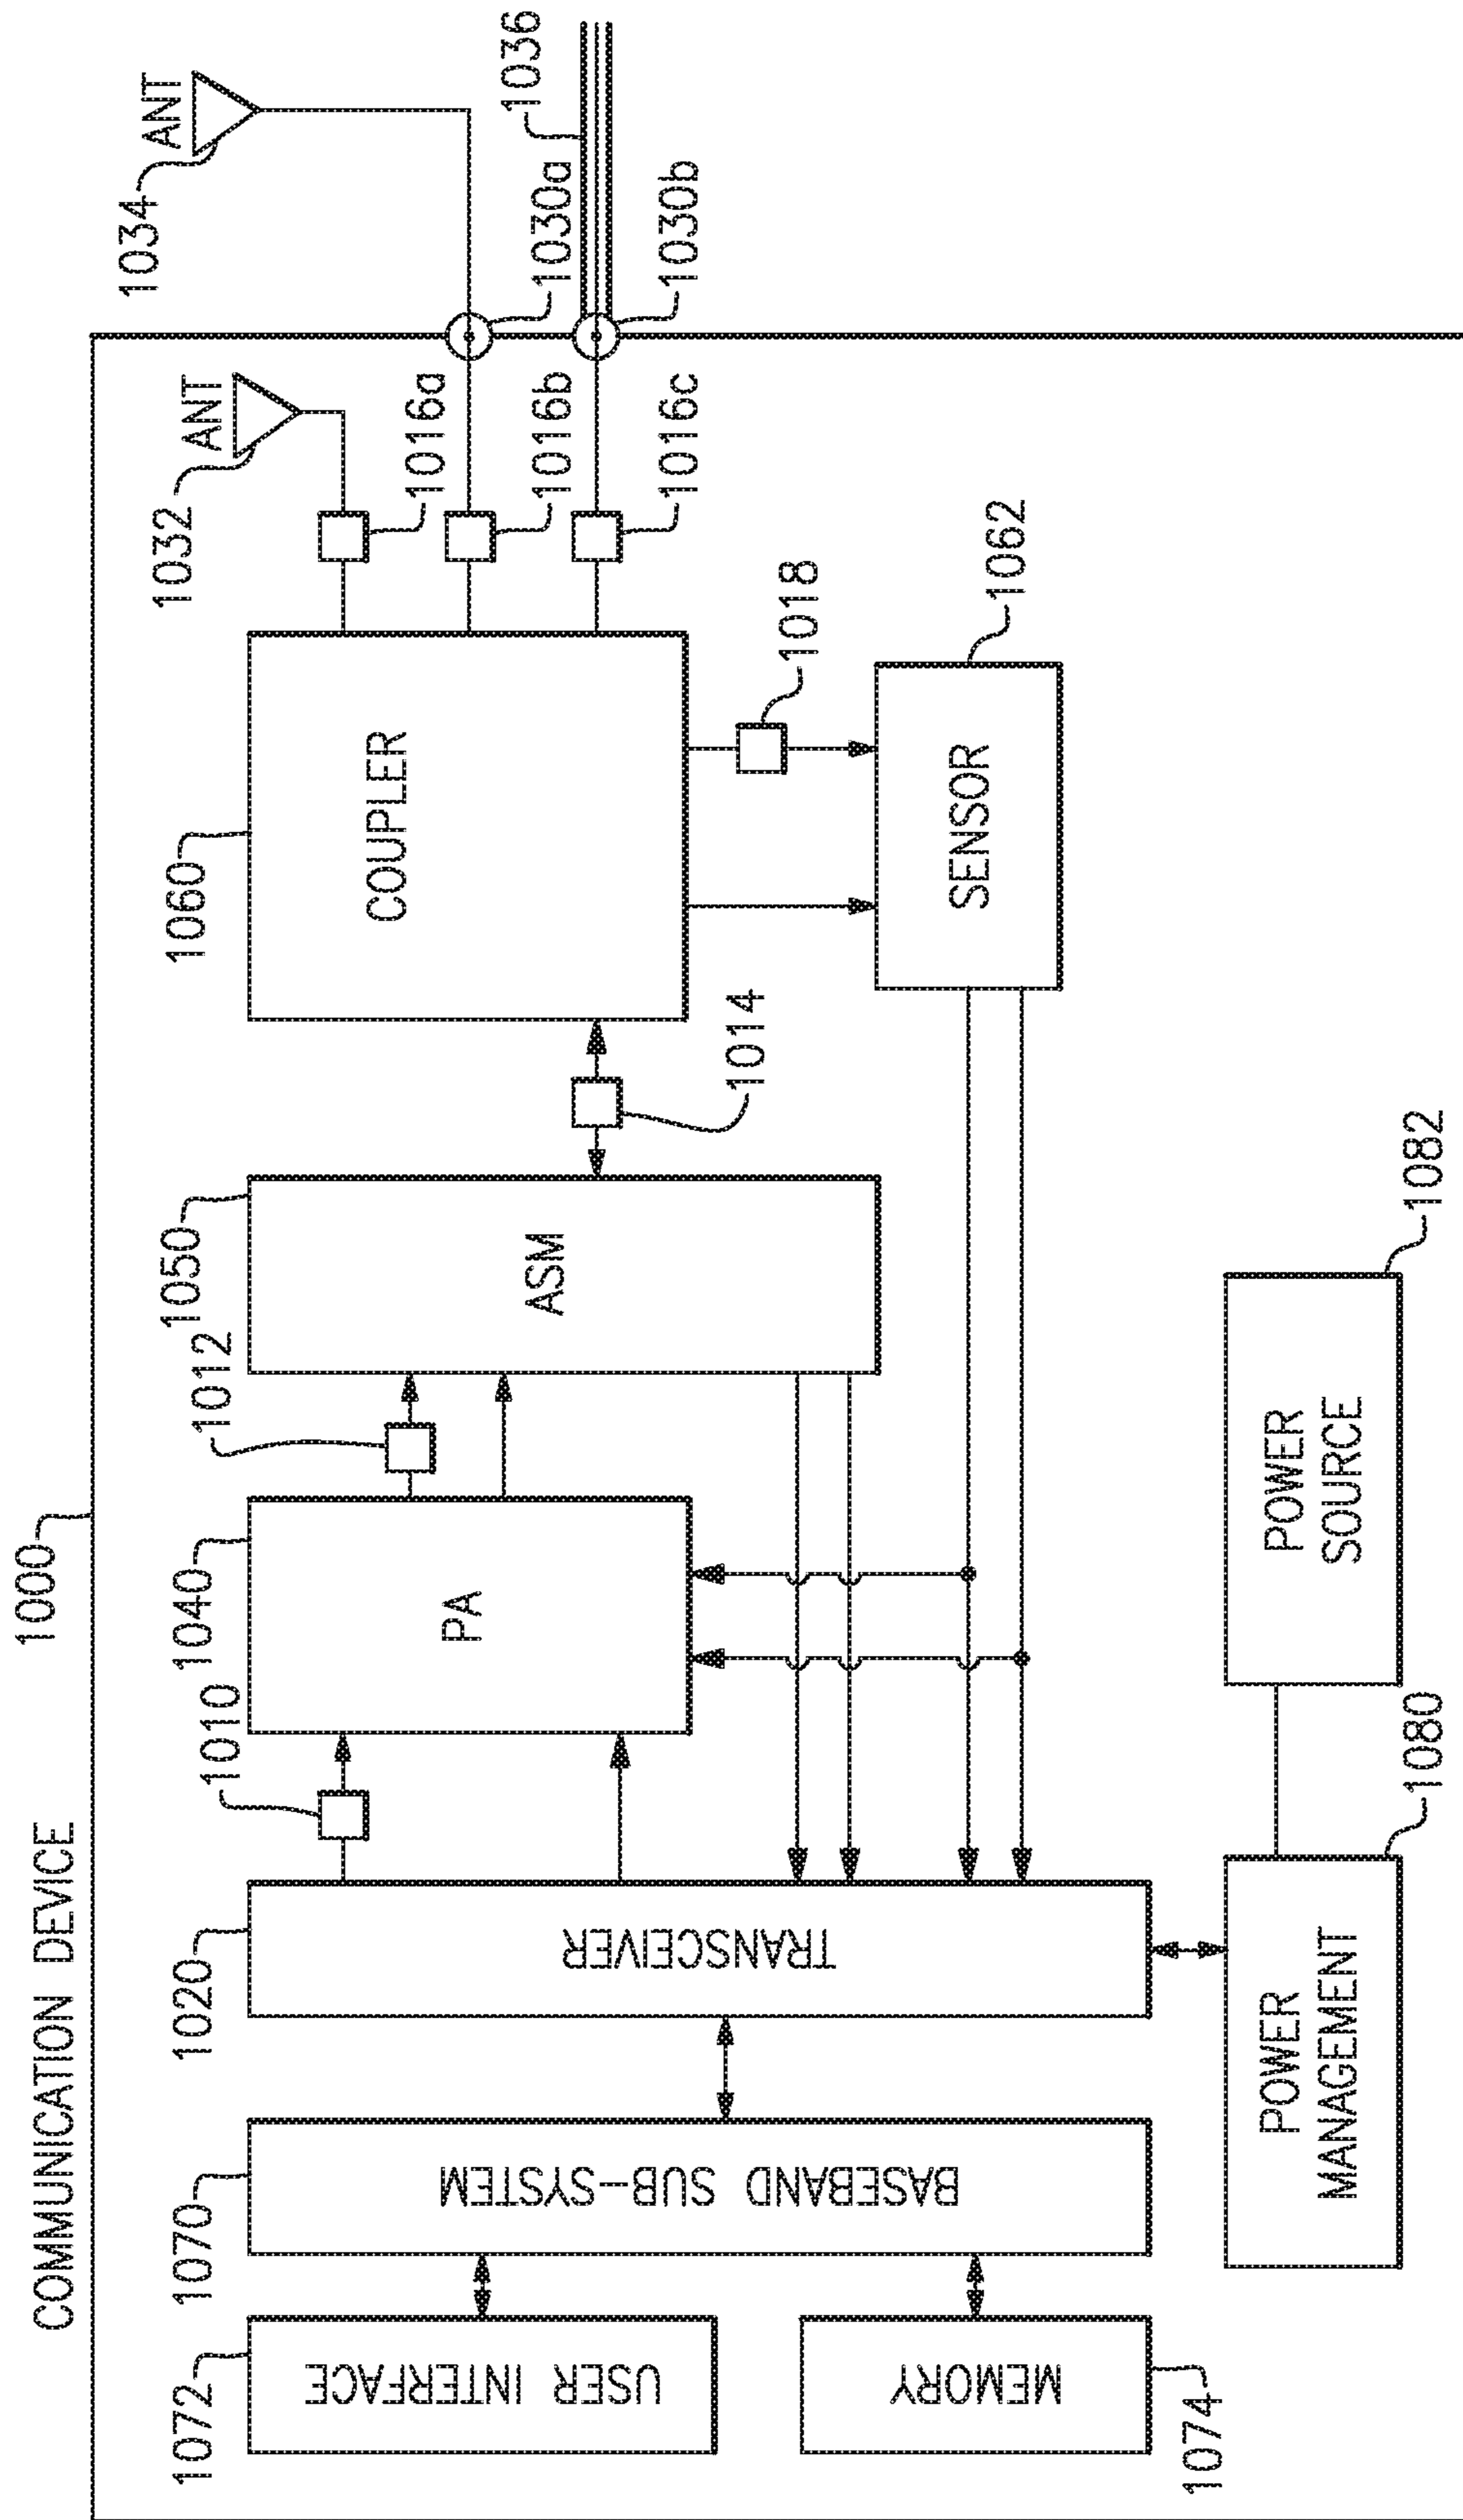 COMMUNICATION DEVICE
1000
1072
USER INTERFACE
MEMORY
1074
1070
BASEBAND SUB-SYSTEM
1020
TRANSCEIVER
1010
1040
PA
1012
1050
ASM
1014
1060
COUPLER
1018
SENSOR
1062
1032
ANT
1016a
1016b
1016c
1034
ANT
1030a
1036
1030b
POWER
MANAGEMENT
1080
POWER
SOURCE
1082